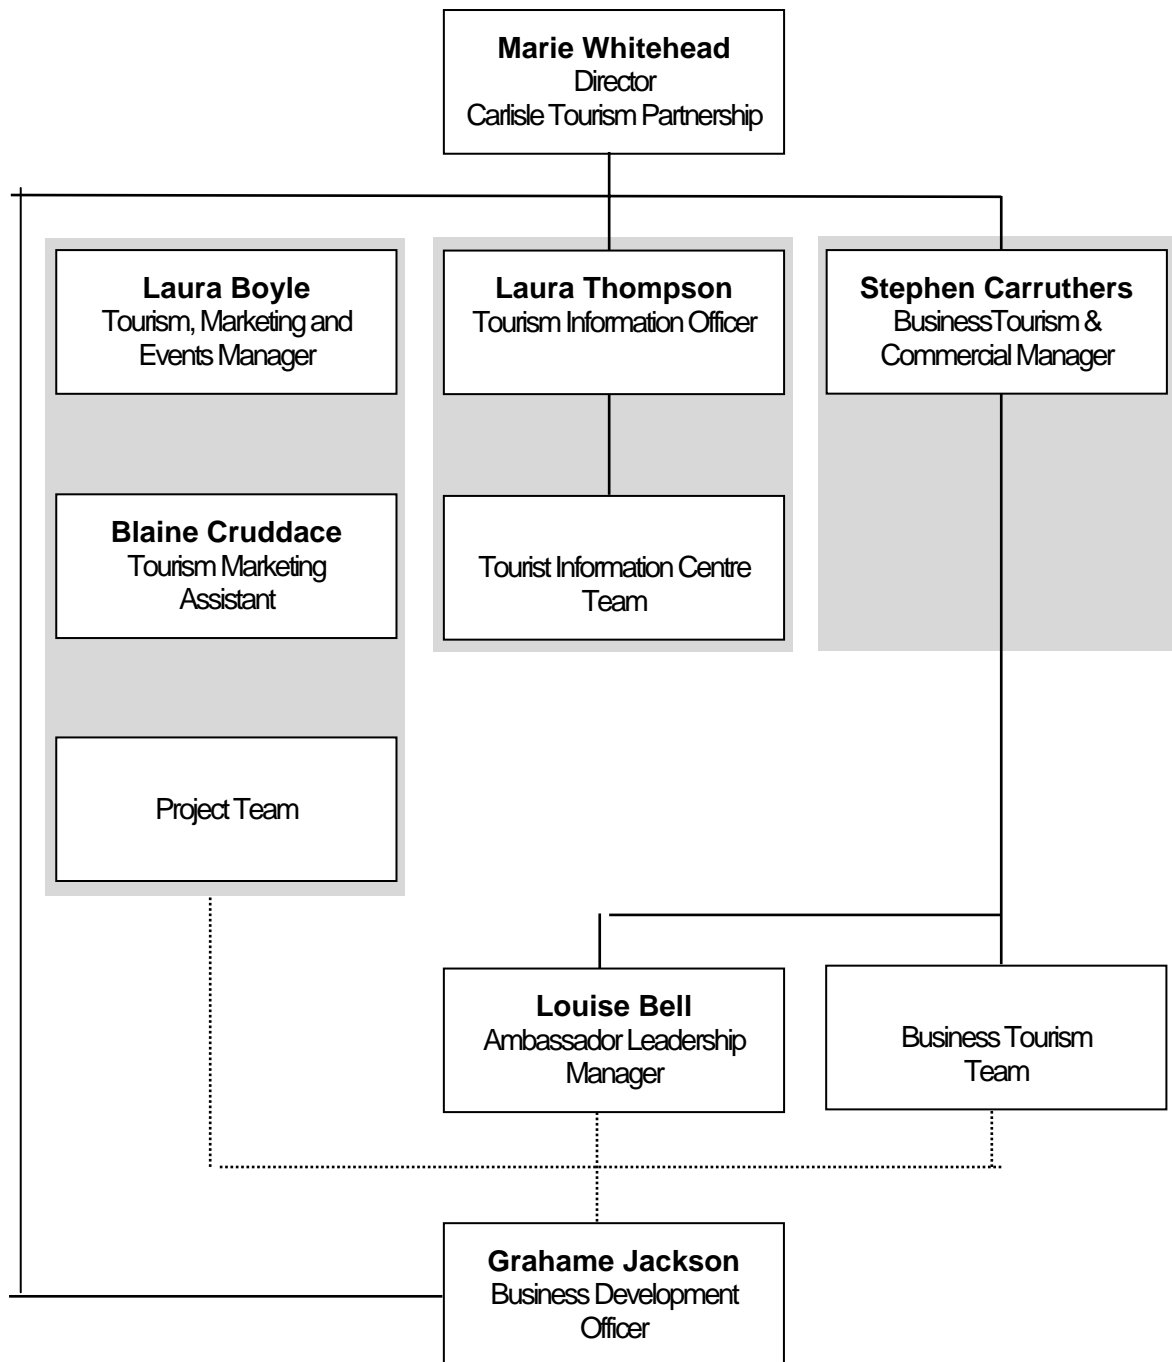 Marie Whitehead
Director
Carlisle Tourism Partnership
Laura Boyle
Tourism, Marketing and
Events Manager
Laura Thompson
Tourism Information Officer
Stephen Carruthers
BusinessTourism &
Commercial Manager
Blaine Cruddace
Tourism Marketing
Assistant
Tourist Information Centre
Team
Project Team
Louise Bell
Ambassador Leadership
Manager
Business Tourism
Team
Grahame Jackson
Business Development
Officer